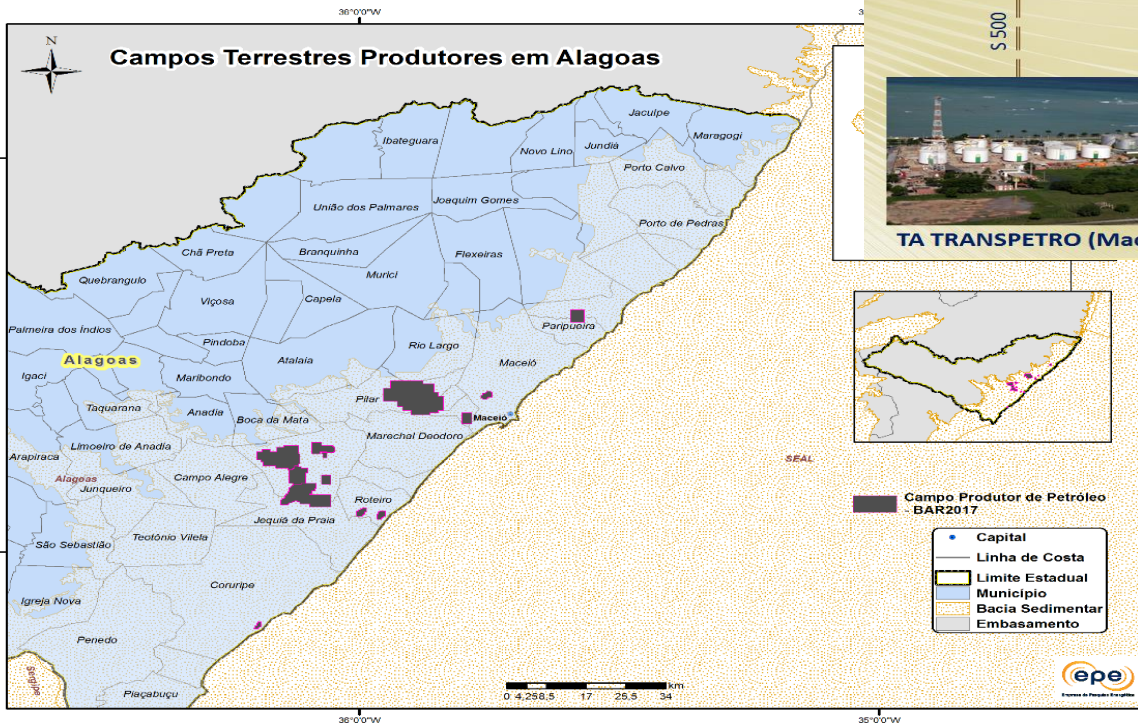 36°0'0"W
N
Campos Terrestres Produtores em Alagoas
S 500
TA TRANSPETRO (Mac
Jacuípe
Maragogi
Ibateguara
Novo Lino
Jundiá
Porto Calvo
União dos Palmares
Joaquim Gomes
Porto de Pedras
Chã Preta
Branquinha
Flexeiras
Quebrangulo
Murici
Viçosa
Capela
Paripueira
Palmeira dos Índios
Pindoba
Rio Largo
Alagoas
Atalaia
Maceió
Igaci
Maribondo
Pilar
Taquarana
Anadia
Boca da Mata
Maceió
Marechal Deodoro
Limoeiro de Anadia
Arapiraca
Campo Alegre
Alagoas
Junqueiro
Roteiro
Jequiá da Praia
São Sebastião
Teotônio Vilela
Coruripe
Igreja Nova
Penedo
Sergipe
Piaçabuçu
SEAL
Campo Produtor de Petróleo
- BAR2017
Capital
Linha de Costa
Limite Estadual
Município
Bacia Sedimentar
Embasamento
km
0 4,258,5 17 25,5 34
epe
Empresa de Pesquisa Energética
36°0'0"W
35°0'0"W